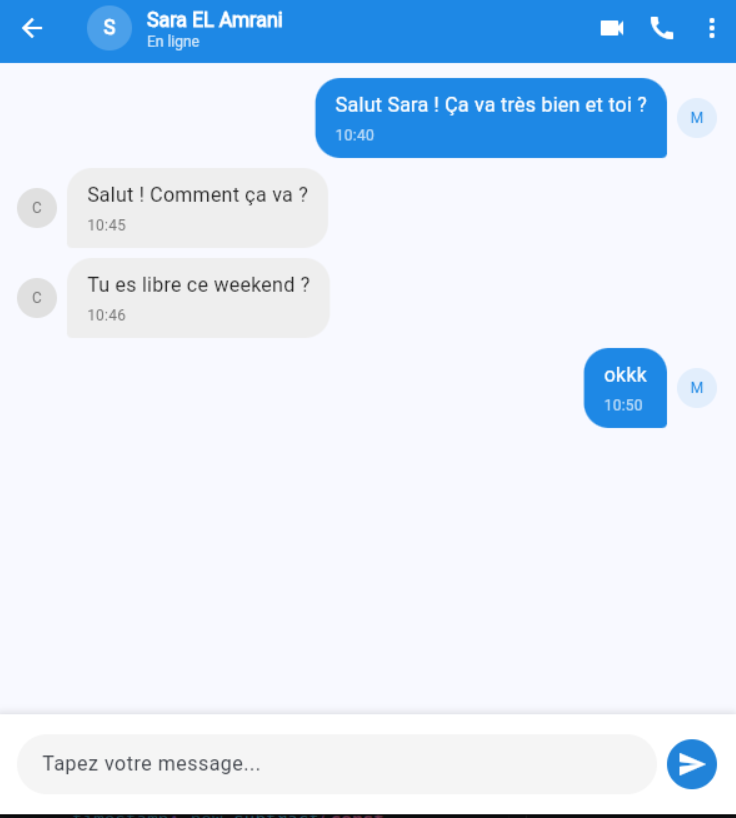 S
Sara EL Amrani
En ligne
Salut Sara ! Ça va très bien et toi ?
10:40
M
C
Salut ! Comment ça va ?
10:45
C
Tu es libre ce weekend ?
10:46
okkk
10:50
M
Tapez votre message...